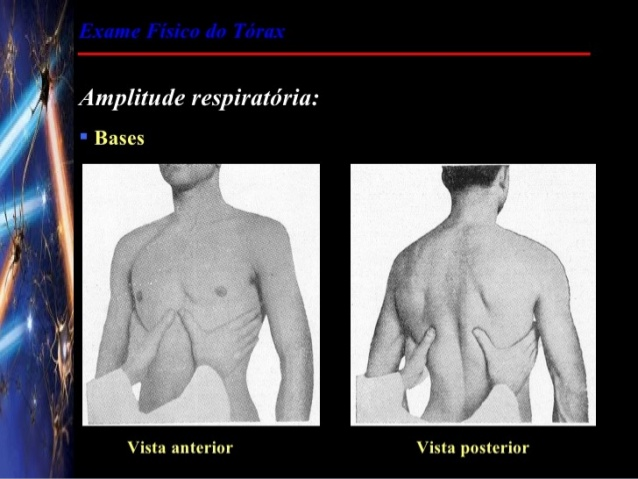 Exame Físico do Tórax
Amplitude respiratória:
Bases
Vista anterior
Vista posterior